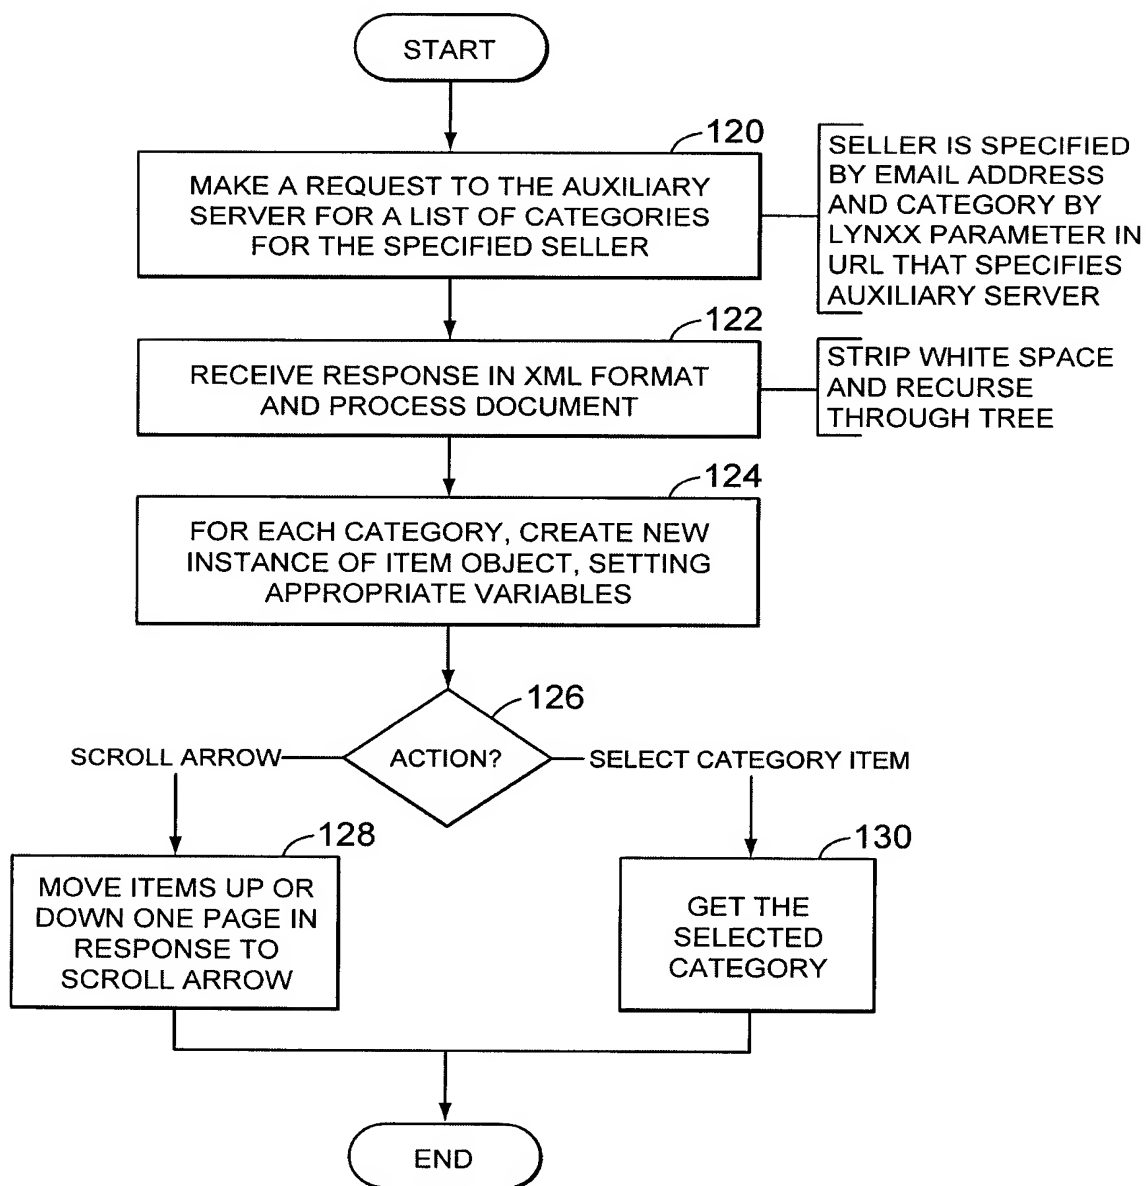 START
120
MAKE A REQUEST TO THE AUXILIARY
SERVER FOR A LIST OF CATEGORIES
FOR THE SPECIFIED SELLER
SELLER IS SPECIFIED
BY EMAIL ADDRESS
AND CATEGORY BY
LYNXX PARAMETER IN
URL THAT SPECIFIES
AUXILIARY SERVER
122
RECEIVE RESPONSE IN XML FORMAT
AND PROCESS DOCUMENT
STRIP WHITE SPACE
AND RECURSE
THROUGH TREE
124
FOR EACH CATEGORY, CREATE NEW
INSTANCE OF ITEM OBJECT, SETTING
APPROPRIATE VARIABLES
126
ACTION?
SCROLL ARROW
SELECT CATEGORY ITEM
128
MOVE ITEMS UP OR
DOWN ONE PAGE IN
RESPONSE TO
SCROLL ARROW
130
GET THE
SELECTED
CATEGORY
END